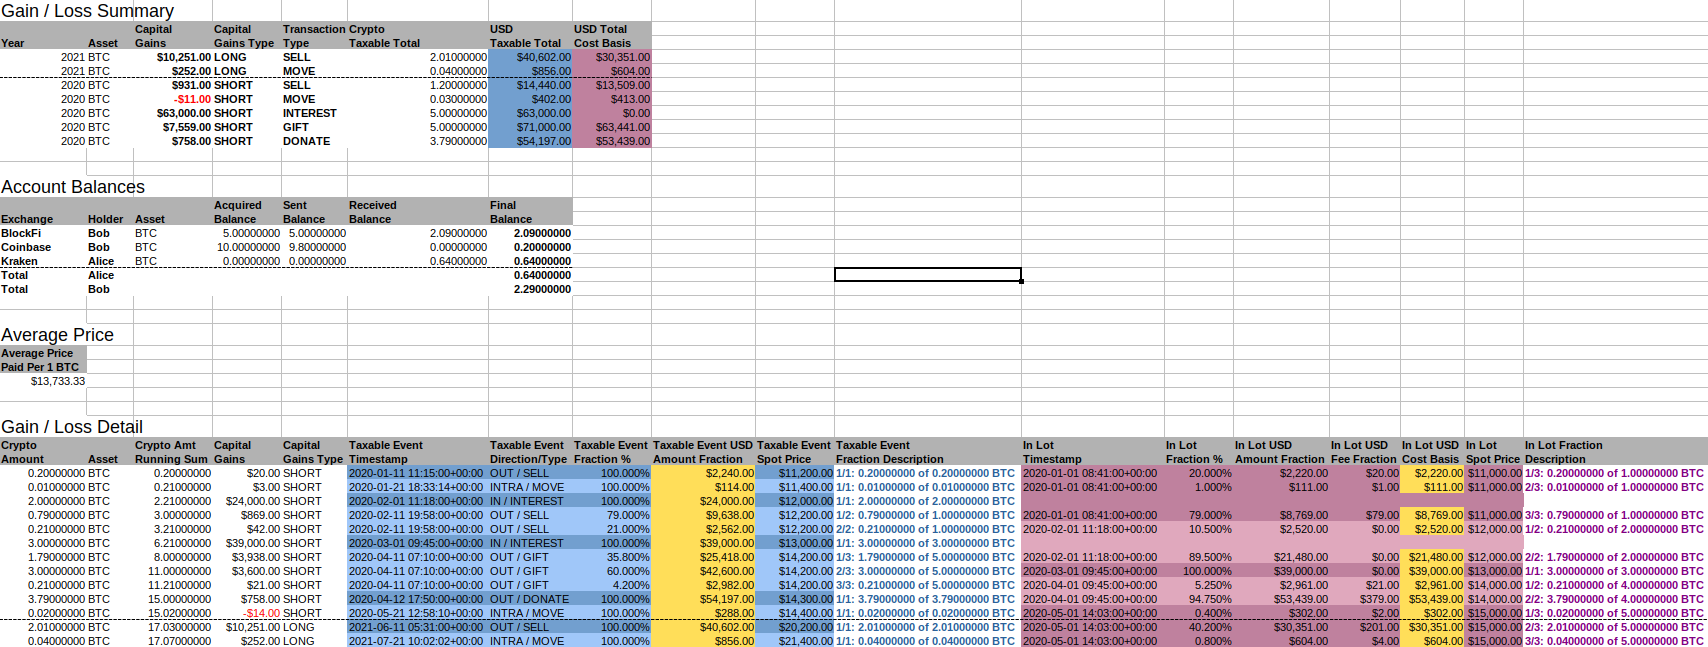 Gain / Loss Summary
Capital Capital Transaction Crypto USD USD Total
Year Asset Gains Gains Type Type Taxable Total Taxable Total Cost Basis
2021 BTC $10,251.00 LONG SELL 2.01000000 $40,602.00 $30,351.00
2021 BTC $252.00 LONG MOVE 0.04000000 $856.00 $604.00
2020 BTC $931.00 SHORT SELL 1.20000000 $14,440.00 $13,509.00
2020 BTC -$11.00 SHORT MOVE 0.03000000 $402.00 $413.00
2020 BTC $63,000.00 SHORT INTEREST 5.00000000 $63,000.00 $0.00
2020 BTC $7,559.00 SHORT GIFT 5.00000000 $71,000.00 $63,441.00
2020 BTC $758.00 SHORT DONATE 3.79000000 $54,197.00 $53,439.00
Account Balances
Acquired Sent Received Final
Exchange Holder Asset Balance Balance Balance Balance
BlockFi Bob BTC 5.00000000 5.00000000 2.09000000 2.09000000
Coinbase Bob BTC 10.00000000 9.80000000 0.00000000 0.20000000
Kraken Alice BTC 0.00000000 0.00000000 0.64000000 0.64000000
Total Alice 0.64000000
Total Bob 2.29000000
Average Price
Average Price
Paid Per 1 BTC
$13,733.33
Gain / Loss Detail
Crypto Crypto Amt Capital Capital Taxable Event Taxable Event Taxable Event Taxable Event USD Taxable Event Taxable Event In Lot In Lot In Lot USD In Lot USD In Lot USD In Lot In Lot Fraction
Amount Asset Running Sum Gains Gains Type Timestamp Direction/Type Fraction % Amount Fraction Spot Price Fraction Description Timestamp Fraction % Amount Fraction Fee Fraction Cost Basis Spot Price Description
0.20000000 BTC 0.20000000 $20.00 SHORT 2020-01-11 11:15:00+00:00 OUT / SELL 100.000% $2,240.00 $11,200.00 1/1: 0.20000000 of 0.20000000 BTC 2020-01-01 08:41:00+00:00 20.000% $2,220.00 $20.00 $2,220.00 $11,000.00 1/3: 0.20000000 of 1.00000000 BTC
0.01000000 BTC 0.21000000 $3.00 SHORT 2020-01-21 18:33:14+00:00 INTRA / MOVE 100.000% $114.00 $11,400.00 1/1: 0.01000000 of 0.01000000 BTC 2020-01-01 08:41:00+00:00 1.000% $111.00 $1.00 $111.00 $11,000.00 2/3: 0.01000000 of 1.00000000 BTC
2.00000000 BTC 2.21000000 $24,000.00 SHORT 2020-02-01 11:18:00+00:00 IN / INTEREST 100.000% $24,000.00 $12,000.00 1/1: 2.00000000 of 2.00000000 BTC
0.79000000 BTC 3.00000000 $869.00 SHORT 2020-02-01 19:58:00+00:00 OUT / SELL 79.000% $9,638.00 $12,200.00 1/2: 0.79000000 of 1.00000000 BTC 2020-01-01 08:41:00+00:00 79.000% $8,769.00 $79.00 $8,769.00 $11,000.00 3/3: 0.79000000 of 1.00000000 BTC
0.21000000 BTC 3.21000000 $42.00 SHORT 2020-02-01 19:58:00+00:00 OUT / SELL 21.000% $2,562.00 $12,200.00 2/2: 0.21000000 of 1.00000000 BTC 2020-02-01 11:18:00+00:00 10.500% $2,520.00 $0.00 $2,520.00 $12,000.00 1/2: 0.21000000 of 2.00000000 BTC
3.00000000 BTC 6.21000000 $39,000.00 SHORT 2020-03-01 09:45:00+00:00 IN / INTEREST 100.000% $39,000.00 $13,000.00 1/1: 3.00000000 of 3.00000000 BTC
1.79000000 BTC 8.00000000 $3,938.00 SHORT 2020-04-11 07:10:00+00:00 OUT / GIFT 35.800% $25,418.00 $14,200.00 1/3: 1.79000000 of 5.00000000 BTC 2020-02-01 11:18:00+00:00 89.500% $21,480.00 $0.00 $21,480.00 $12,000.00 2/2: 1.79000000 of 2.00000000 BTC
3.00000000 BTC 11.00000000 $3,600.00 SHORT 2020-04-11 07:10:00+00:00 OUT / GIFT 60.000% $42,600.00 $14,200.00 2/3: 3.00000000 of 5.00000000 BTC 2020-03-01 09:45:00+00:00 100.000% $39,000.00 $0.00 $39,000.00 $13,000.00 1/1: 3.00000000 of 3.00000000 BTC
0.21000000 BTC 11.21000000 $21.00 SHORT 2020-04-11 07:10:00+00:00 OUT / GIFT 4.200% $2,982.00 $14,200.00 3/3: 0.21000000 of 5.00000000 BTC 2020-04-01 09:45:00+00:00 5.250% $2,961.00 $21.00 $2,961.00 $14,000.00 1/2: 0.21000000 of 4.00000000 BTC
3.79000000 BTC 15.00000000 $758.00 SHORT 2020-04-12 17:50:00+00:00 OUT / DONATE 100.000% $54,197.00 $14,300.00 1/1: 3.79000000 of 3.79000000 BTC 2020-04-01 09:45:00+00:00 94.750% $53,439.00 $379.00 $53,439.00 $14,000.00 2/2: 3.79000000 of 4.00000000 BTC
0.02000000 BTC 15.02000000 -$14.00 SHORT 2020-05-21 12:58:10+00:00 INTRA / MOVE 100.000% $288.00 $14,400.00 1/1: 0.02000000 of 0.02000000 BTC 2020-05-01 14:03:00+00:00 0.400% $302.00 $2.00 $302.00 $15,000.00 1/3: 0.02000000 of 5.00000000 BTC
2.01000000 BTC 17.03000000 $10,251.00 LONG 2021-06-11 05:31:00+00:00 OUT / SELL 100.000% $40,602.00 $20,200.00 1/1: 2.01000000 of 2.01000000 BTC 2020-05-01 14:03:00+00:00 40.200% $30,351.00 $201.00 $30,351.00 $15,000.00 2/3: 2.01000000 of 5.00000000 BTC
0.04000000 BTC 17.07000000 $252.00 LONG 2021-07-21 10:02:02+00:00 INTRA / MOVE 100.000% $856.00 $21,400.00 1/1: 0.04000000 of 0.04000000 BTC 2020-05-01 14:03:00+00:00 0.800% $604.00 $4.00 $604.00 $15,000.00 3/3: 0.04000000 of 5.00000000 BTC